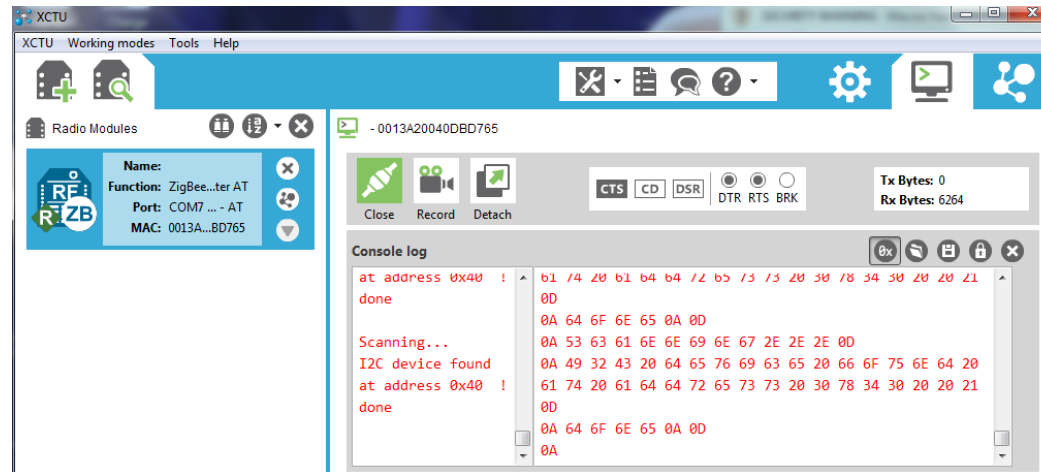 XCTU
XCTU Working modes Tools Help
Radio Modules
- 0013A20040DBD765
Name:
Function: ZigBee...ter AT
Port: COM7 ... - AT
MAC: 0013A...BD765
RF
R ZB
Close Record Detach
CTS CD DSR DTR RTS BRK
Tx Bytes: 0
Rx Bytes: 6264
Console log
0x
at address 0x40 !
done
Scanning...
I2C device found
at address 0x40 !
done
61 74 20 61 64 64 72 65 73 73 20 30 78 34 30 20 20 21
0D
0A 64 6F 6E 65 0A 0D
0A 53 63 61 6E 6E 69 6E 67 2E 2E 2E 0D
0A 49 32 43 20 64 65 76 69 63 65 20 66 6F 75 6E 64 20
61 74 20 61 64 64 72 65 73 73 20 30 78 34 30 20 20 21
0D
0A 64 6F 6E 65 0A 0D
0A